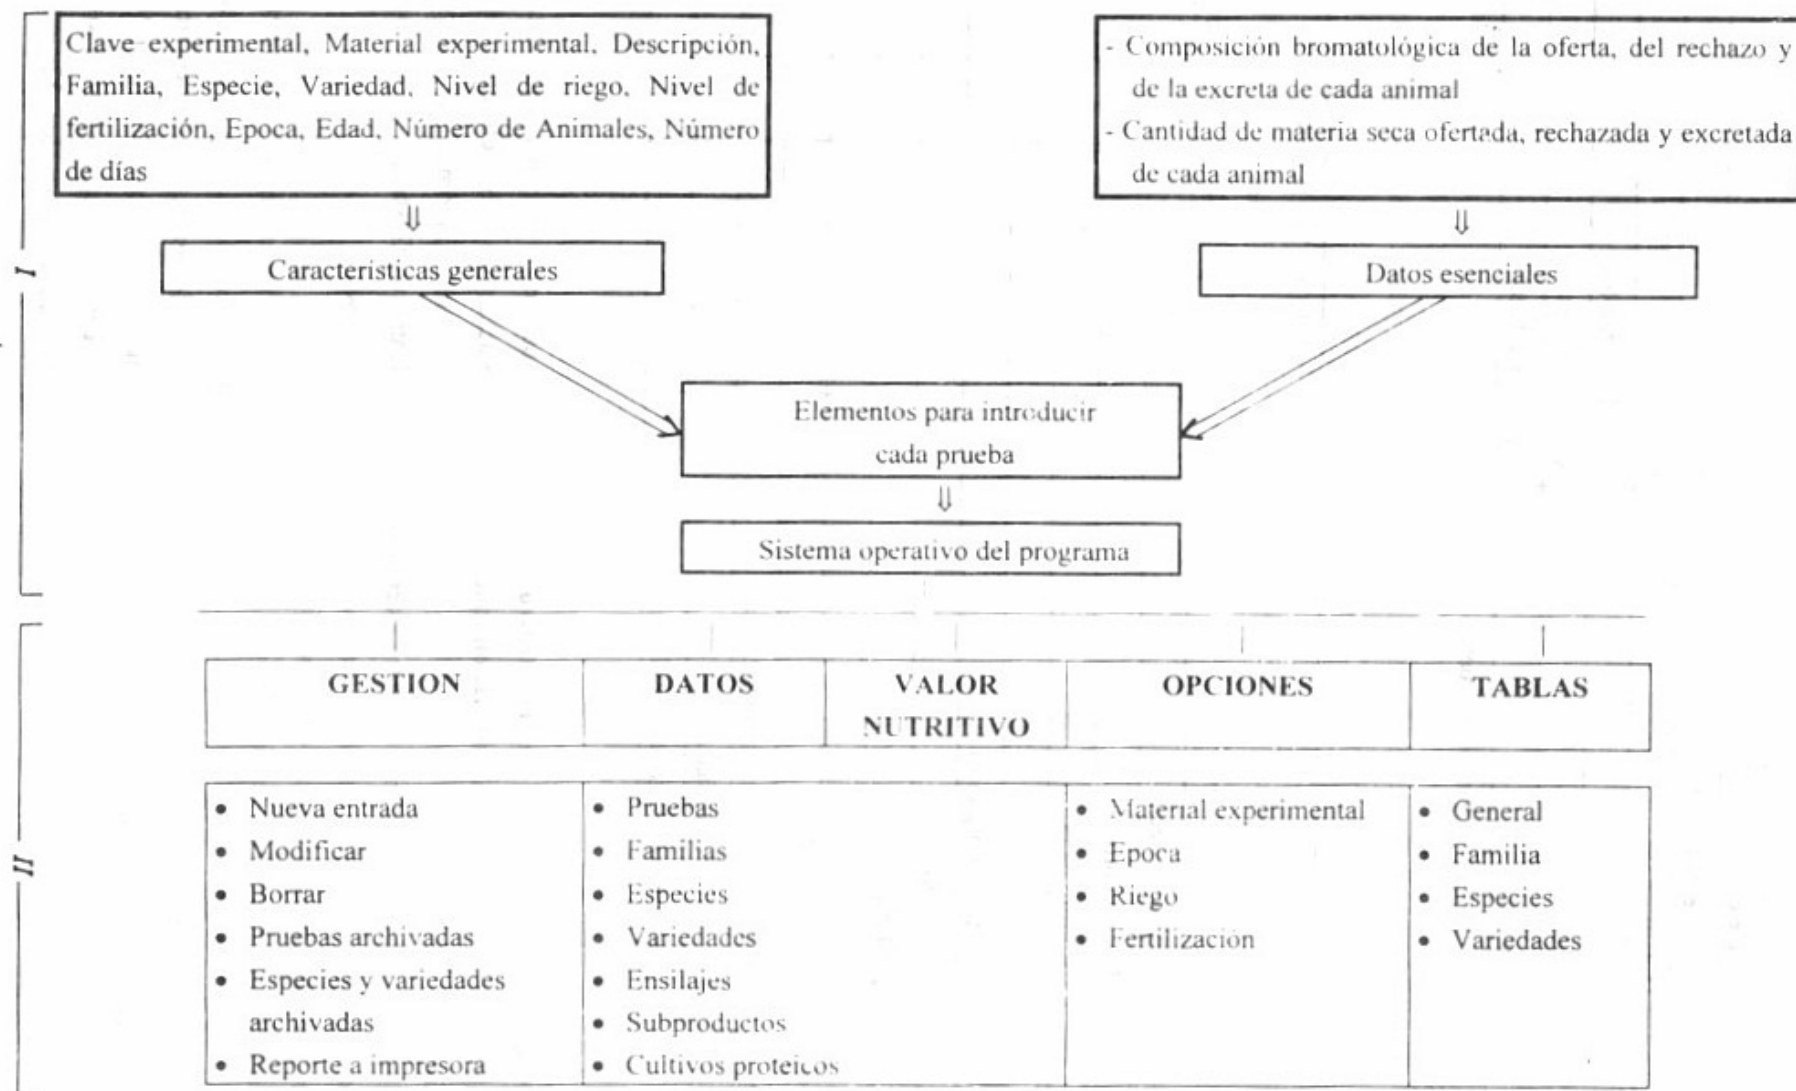 Clave experimental, Material experimental, Descripción,
Familia, Especie, Variedad, Nivel de riego, Nivel de
fertilización, Epoca, Edad, Número de Animales, Número
de días
- Composición bromatológica de la oferta, del rechazo y
de la excreta de cada animal
- Cantidad de materia seca ofertada, rechazada y excretada
de cada animal
I
Caracteristicas generales
Datos esenciales
Elementos para introducir
cada prueba
Sistema operativo del programa
II
GESTION
DATOS
VALOR
NUTRITIVO
OPCIONES
TABLAS
• Nueva entrada
• Modificar
• Borrar
• Pruebas archivadas
• Especies y variedades
archivadas
• Reporte a impresora
• Pruebas
• Familias
• Especies
• Variedades
• Ensilajes
• Subproductos
• Cultivos proteicos
• Material experimental
• Epoca
• Riego
• Fertilización
• General
• Familia
• Especies
• Variedades